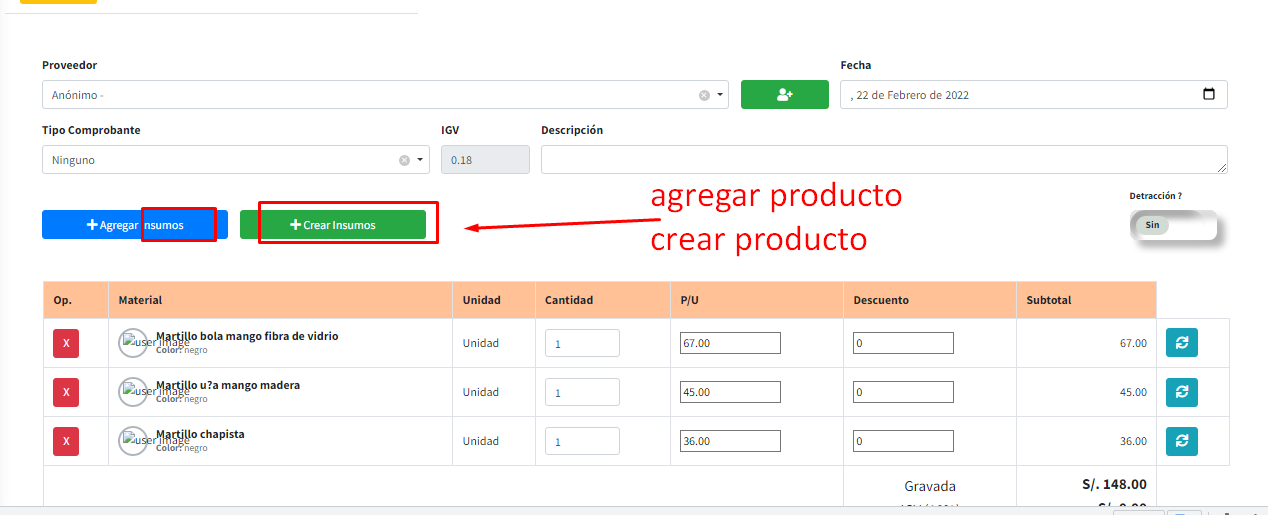 Proveedor Fecha
Anónimo - , 22 de Febrero de 2022
Tipo Comprobante IGV Descripción
Ninguno 0.18
agregar producto
Detracción ?
Agregar Insumos Crear Insumos
Sin
crear producto
Op. Material Unidad Cantidad P/U Descuento Subtotal
X user image Martillo bola mango fibra de vidrio Unidad 1 67.00 0 67.00
Color: negro
X user image Martillo u?a mango madera Unidad 1 45.00 0 45.00
Color: negro
X user image Martillo chapista Unidad 1 36.00 0 36.00
Color: negro
Gravada S/. 148.00